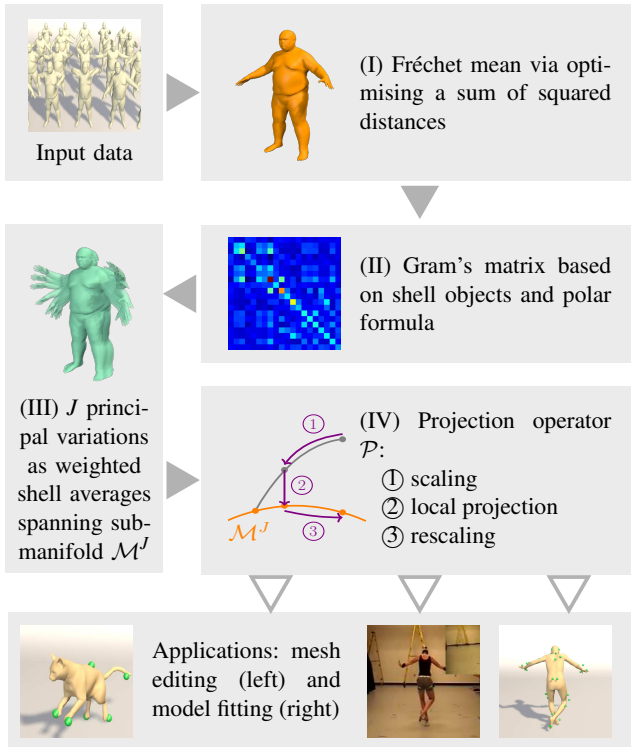 Input data
(I) Fréchet mean via opti-
mising a sum of squared
distances
(II) Gram's matrix based
on shell objects and polar
formula
(III) J princi-
pal variations
as weighted
shell averages
spanning sub-
manifold ℳᴶ
1
2
3
ℳᴶ
(IV) Projection operator
𝒫:
① scaling
② local projection
③ rescaling
Applications: mesh
editing (left) and
model fitting (right)